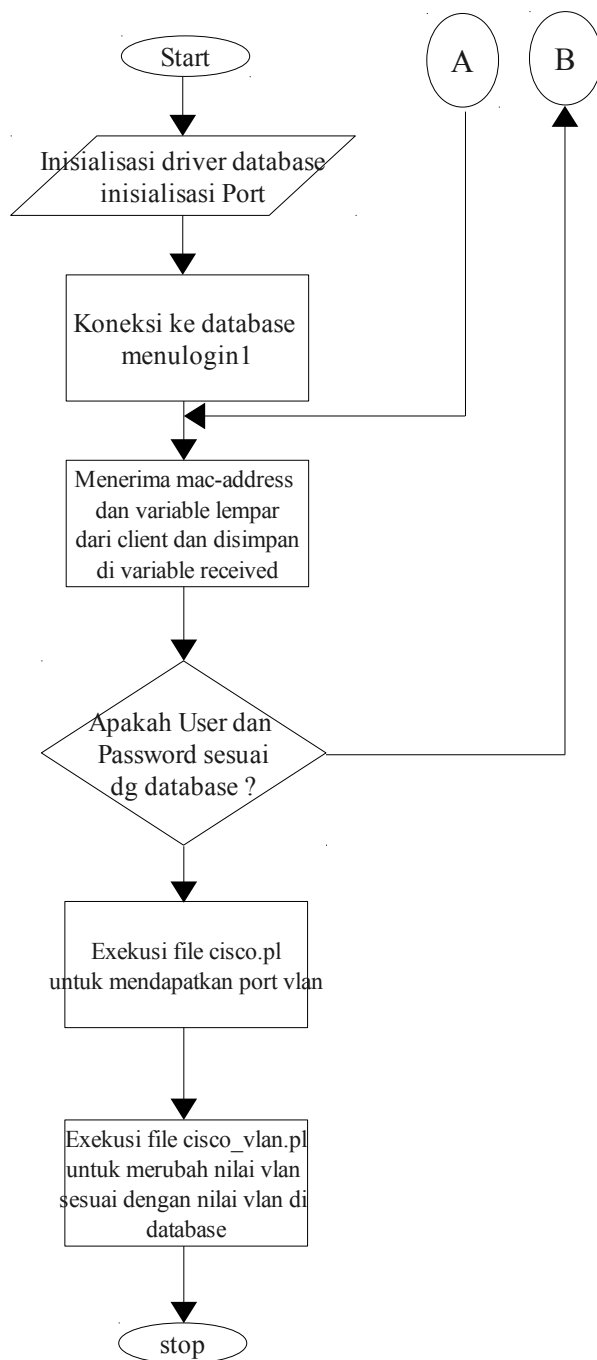 Start
A
B
Inisialisasi driver database
inisialisasi Port
Koneksi ke database
menulogin1
Menerima mac-address
dan variable lempar
dari client dan disimpan
di variable received
Apakah User dan
Password sesuai
dg database ?
Exekusi file cisco.pl
untuk mendapatkan port vlan
Exekusi file cisco_vlan.pl
untuk merubah nilai vlan
sesuai dengan nilai vlan di
database
stop